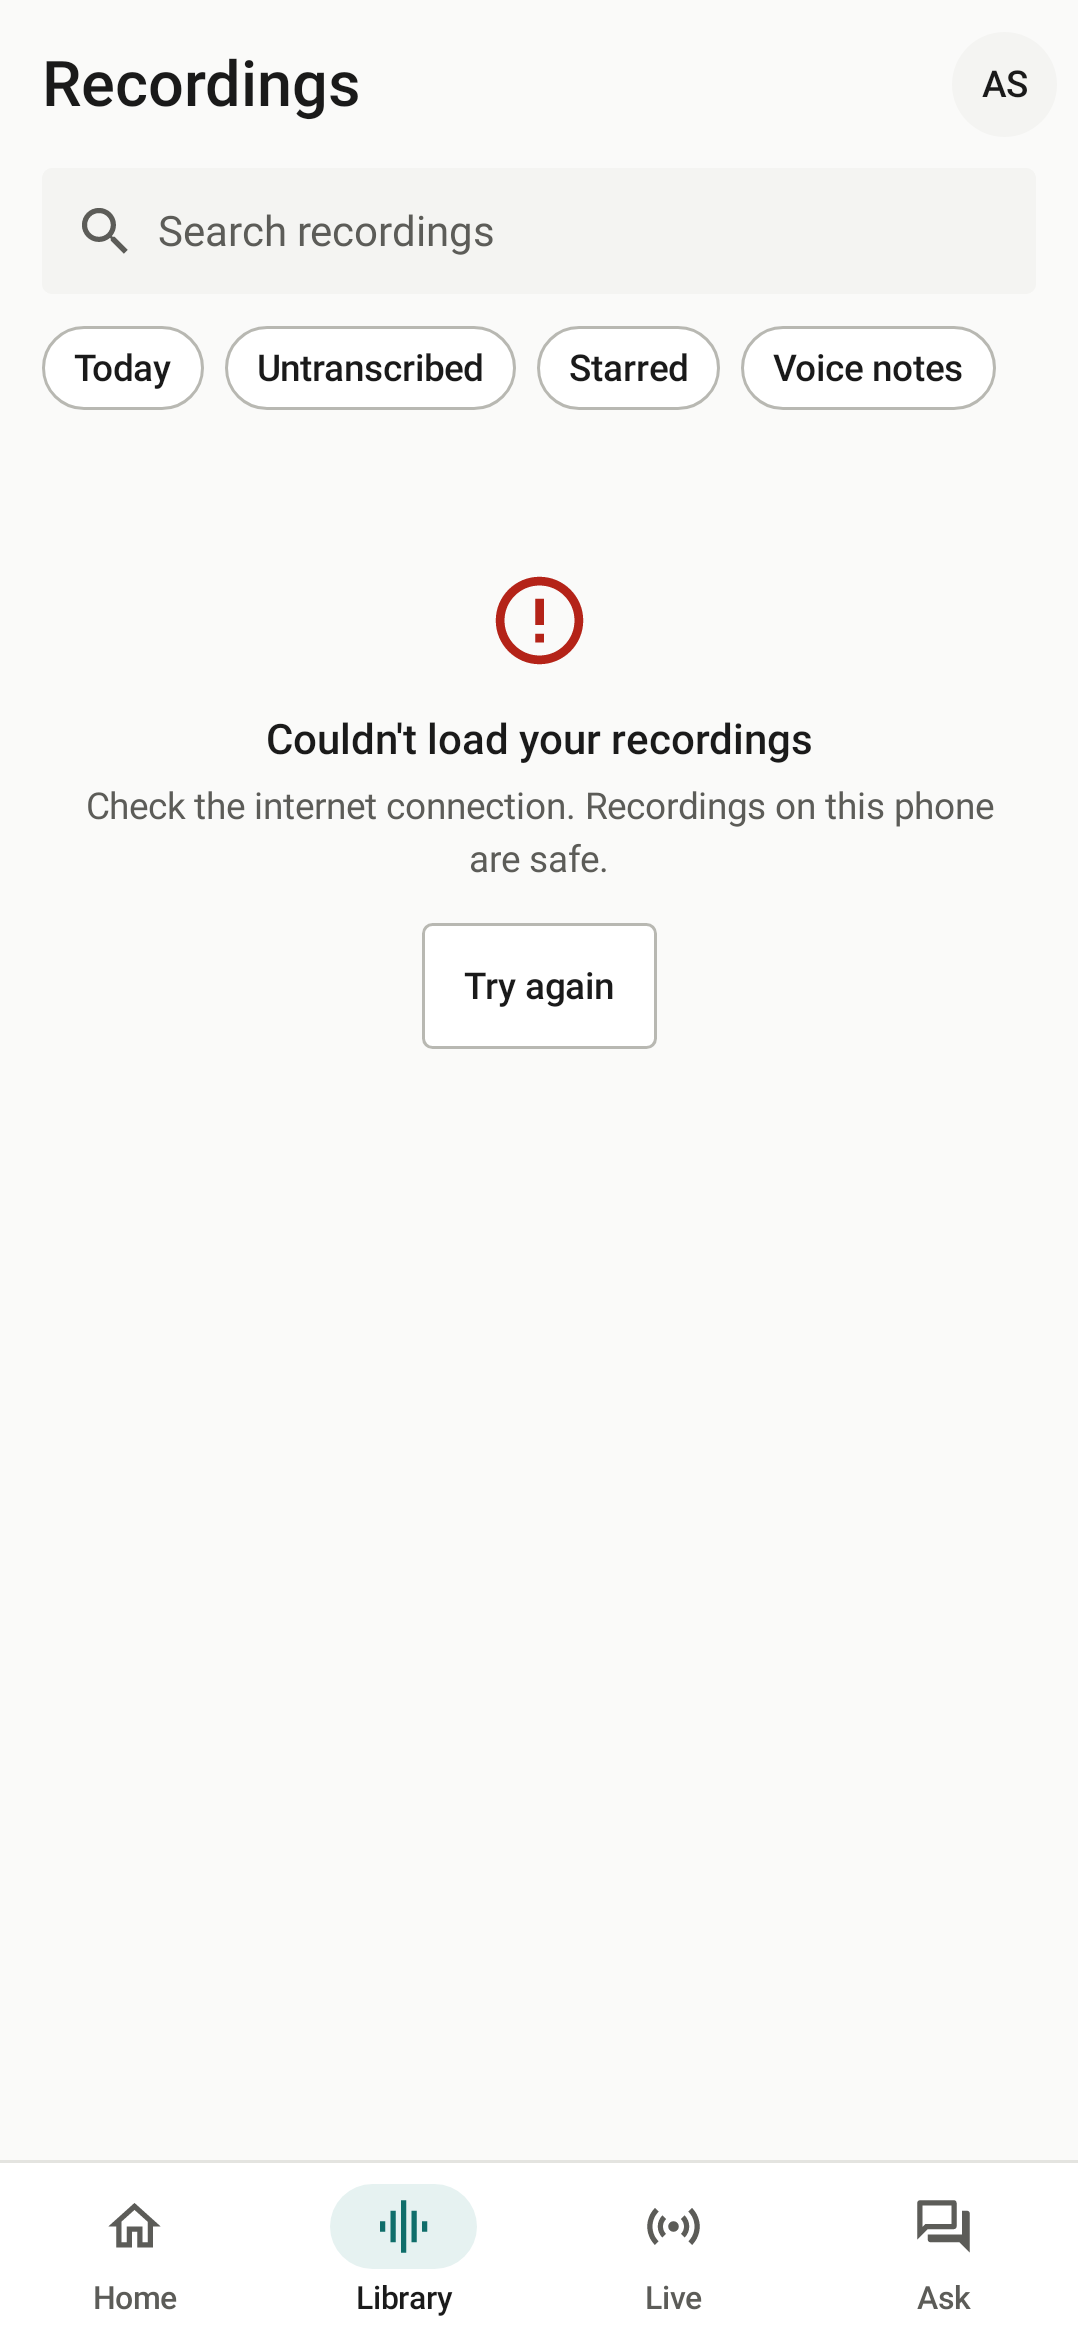 Recordings
AS
Search recordings
Today
Untranscribed
Starred
Voice notes
Couldn't load your recordings
Check the internet connection. Recordings on this phone
are safe.
Try again
Home
Library
Live
Ask